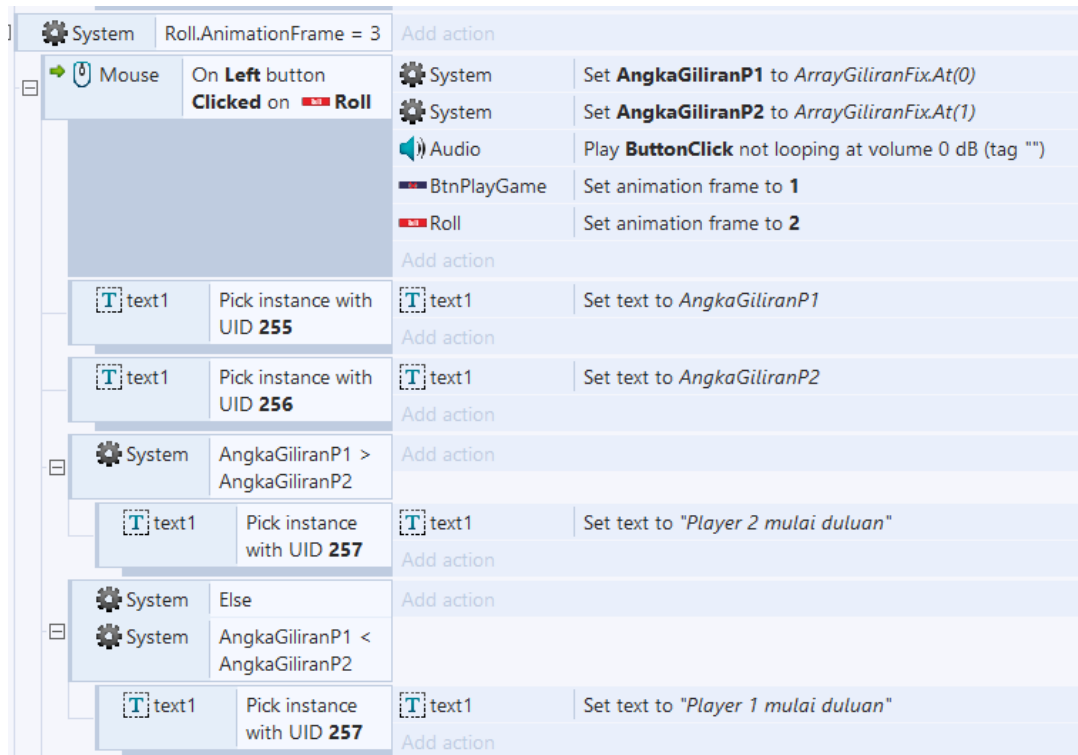 System Roll.AnimationFrame = 3 Add action
Mouse On Left button System Set AngkaGiliranP1 to ArrayGiliranFix.At(0)
Clicked on Roll System Set AngkaGiliranP2 to ArrayGiliranFix.At(1)
Audio Play ButtonClick not looping at volume 0 dB (tag "")
BtnPlayGame Set animation frame to 1
Roll Set animation frame to 2
Add action
text1 Pick instance with text1 Set text to AngkaGiliranP1
UID 255 Add action
text1 Pick instance with text1 Set text to AngkaGiliranP2
UID 256 Add action
System AngkaGiliranP1 > Add action
AngkaGiliranP2
text1 Pick instance text1 Set text to "Player 2 mulai duluan"
with UID 257 Add action
System Else Add action
System AngkaGiliranP1 <
AngkaGiliranP2
text1 Pick instance text1 Set text to "Player 1 mulai duluan"
with UID 257 Add action